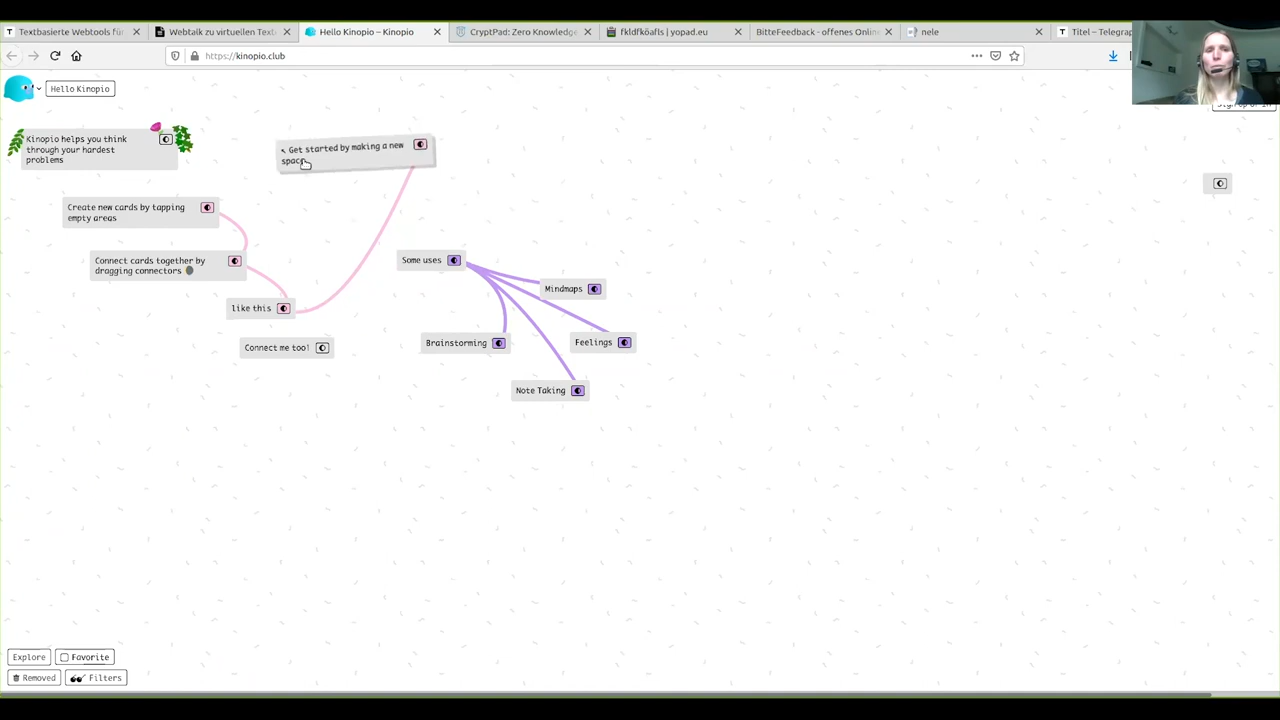 Textbasierte Webtools für
Webtalk zu virtuellen Text
Hello Kinopio – Kinopio
CryptPad: Zero Knowledge
fkldfköafls | yopad.eu
BitteFeedback - offenes Online
nele
Titel – Telegrap
https://kinopio.club
Hello Kinopio
Kinopio helps you think
through your hardest
problems
↖ Get started by making a new
space
Create new cards by tapping
empty areas
Connect cards together by
dragging connectors
like this
Connect me too!
Some uses
Mindmaps
Brainstorming
Feelings
Note Taking
Explore
Favorite
Removed
Filters